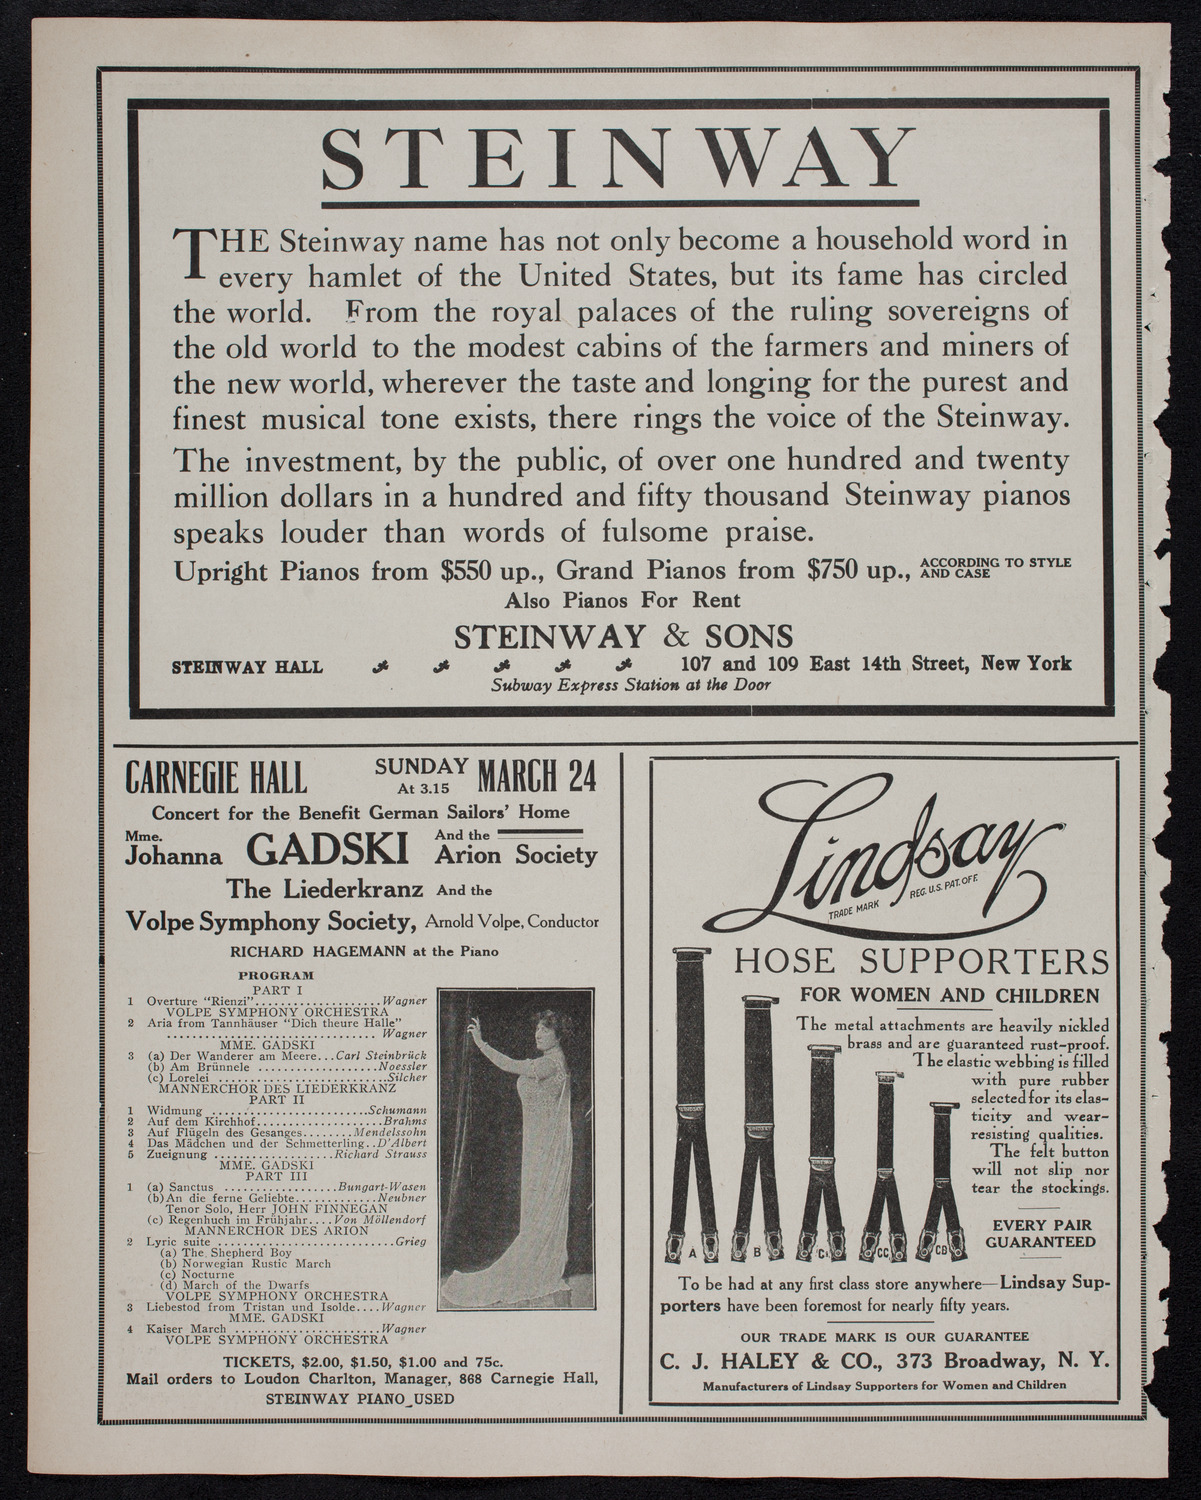 STEINWAY
THE Steinway name has not only become a household word in
every hamlet of the United States, but its fame has circled
the world. From the royal palaces of the ruling sovereigns of
the old world to the modest cabins of the farmers and miners of
the new world, wherever the taste and longing for the purest and
finest musical tone exists, there rings the voice of the Steinway.
The investment, by the public, of over one hundred and twenty
million dollars in a hundred and fifty thousand Steinway pianos
speaks louder than words of fulsome praise.
Upright Pianos from $550 up., Grand Pianos from $750 up., ACCORDING TO STYLE
AND CASE
Also Pianos For Rent
STEINWAY & SONS
STEINWAY HALL 107 and 109 East 14th Street, New York
Subway Express Station at the Door
CARNEGIE HALL SUNDAY At 3.15 MARCH 24
Concert for the Benefit German Sailors' Home
Mme. Johanna GADSKI And the Arion Society
The Liederkranz And the
Volpe Symphony Society, Arnold Volpe, Conductor
RICHARD HAGEMANN at the Piano
PROGRAM
PART I
1 Overture "Rienzi"...................Wagner
VOLPE SYMPHONY ORCHESTRA
2 Aria from Tannhäuser "Dich theure Halle"
................................ Wagner
MME. GADSKI
3 (a) Der Wanderer am Meere...Carl Steinbrück
(b) Am Brünnele ..................Noessler
(c) Lorelei ..........................Silcher
MANNERCHOR DES LIEDERKRANZ
PART II
1 Widmung ........................Schumann
2 Auf dem Kirchhof...................Brahms
3 Auf Flügeln des Gesanges........Mendelssohn
4 Das Mädchen und der Schmetterling..D'Albert
5 Zueignung ..................Richard Strauss
MME. GADSKI
PART III
1 (a) Sanctus .................Bungart-Wasen
(b) An die ferne Geliebte............Neubner
Tenor Solo, Herr JOHN FINNEGAN
(c) Regenhuch im Frühjahr....Von Möllendorf
MANNERCHOR DES ARION
2 Lyric suite ...........................Grieg
(a) The Shepherd Boy
(b) Norwegian Rustic March
(c) Nocturne
(d) March of the Dwarfs
VOLPE SYMPHONY ORCHESTRA
3 Liebestod from Tristan und Isolde....Wagner
MME. GADSKI
4 Kaiser March ......................Wagner
VOLPE SYMPHONY ORCHESTRA
TICKETS, $2.00, $1.50, $1.00 and 75c.
Mail orders to Loudon Charlton, Manager, 868 Carnegie Hall,
STEINWAY PIANO USED
Lindsay
TRADE MARK REG. U.S. PAT. OFF.
HOSE SUPPORTERS
FOR WOMEN AND CHILDREN
The metal attachments are heavily nickled
brass and are guaranteed rust-proof.
The elastic webbing is filled
with pure rubber
selected for its elas-
ticity and wear-
resisting qualities.
The felt button
will not slip nor
tear the stockings.
EVERY PAIR
GUARANTEED
A B C CC CB
To be had at any first class store anywhere—Lindsay Sup-
porters have been foremost for nearly fifty years.
OUR TRADE MARK IS OUR GUARANTEE
C. J. HALEY & CO., 373 Broadway, N. Y.
Manufacturers of Lindsay Supporters for Women and Children